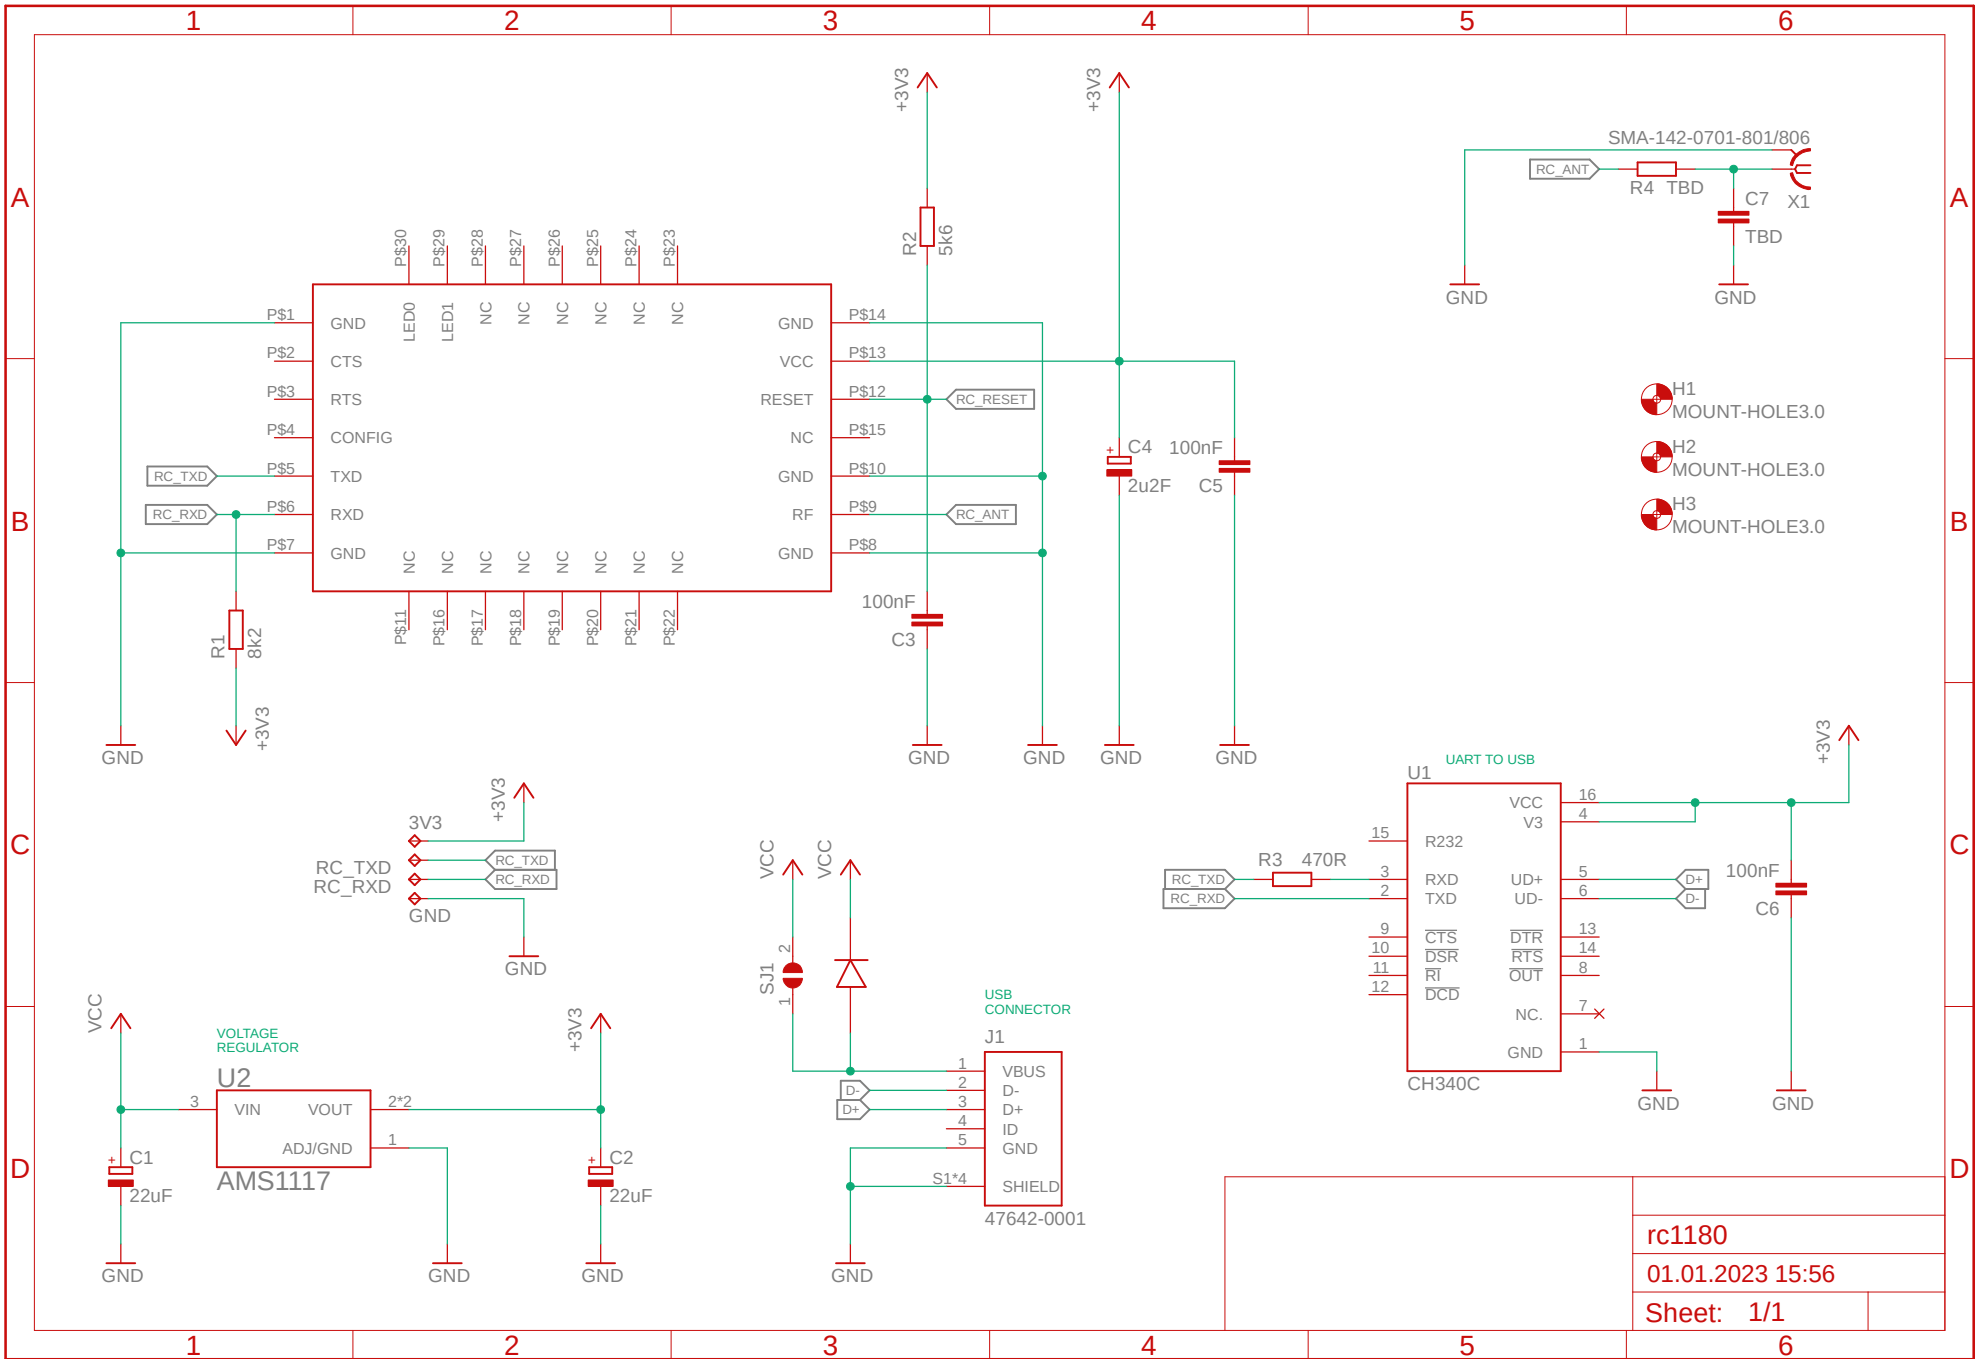 1 2 3 4 5 6
A A
B B
C C
D D
+3V3
+3V3
R2
5k6
SMA-142-0701-801/806
RC_ANT
R4 TBD
C7
TBD
X1
GND
GND
P$30 P$29 P$28 P$27 P$26 P$25 P$24 P$23
LED0 LED1 NC NC NC NC NC NC
P$1 GND
P$2 CTS
P$3 RTS
P$4 CONFIG
RC_TXD P$5 TXD
RC_RXD P$6 RXD
P$7 GND
GND P$14
VCC P$13
RESET P$12 RC_RESET
NC P$15
GND P$10
RF P$9 RC_ANT
GND P$8
NC NC NC NC NC NC NC NC
P$11 P$16 P$17 P$18 P$19 P$20 P$21 P$22
C4
2u2F
100nF
C5
H1
MOUNT-HOLE3.0
H2
MOUNT-HOLE3.0
H3
MOUNT-HOLE3.0
R1
8k2
100nF
C3
GND
+3V3
GND
GND
GND
GND
+3V3
3V3
RC_TXD RC_TXD
RC_RXD RC_RXD
GND
GND
VCC
VCC
SJ1
2
1
UART TO USB
U1
+3V3
VCC 16
V3 4
15 R232
RC_TXD R3 470R 3 RXD
RC_RXD 2 TXD
UD+ 5 D+
UD- 6 D-
9 CTS
10 DSR
11 RI
12 DCD
DTR 13
RTS 14
OUT 8
NC. 7
GND 1
CH340C
100nF
C6
GND
GND
VCC
VOLTAGE
REGULATOR
U2
3 VIN
VOUT 2*2
ADJ/GND 1
AMS1117
+3V3
C1
22uF
C2
22uF
GND
GND
GND
USB
CONNECTOR
J1
1 VBUS
D- 2 D-
D+ 3 D+
4 ID
5 GND
S1*4 SHIELD
47642-0001
GND
rc1180
01.01.2023 15:56
Sheet: 1/1
1 2 3 4 5 6